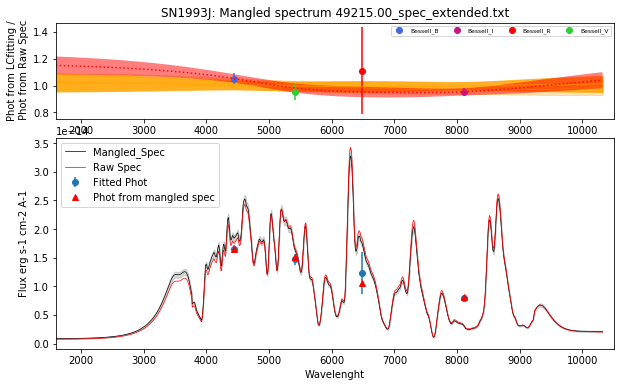 SN1993J: Mangled spectrum 49215.00_spec_extended.txt
Phot from LCfitting /
Phot from Raw Spec
1.4
1.2
1.0
0.8
Bessell_B
Bessell_I
Bessell_R
Bessell_V
2000 3000 4000 5000 6000 7000 8000 9000 10000
Flux erg s-1 cm-2 A-1
3.5
3.0
2.5
2.0
1.5
1.0
0.5
0.0
Mangled_Spec
Raw Spec
Fitted Phot
Phot from mangled spec
2000 3000 4000 5000 6000 7000 8000 9000 10000
Wavelenght